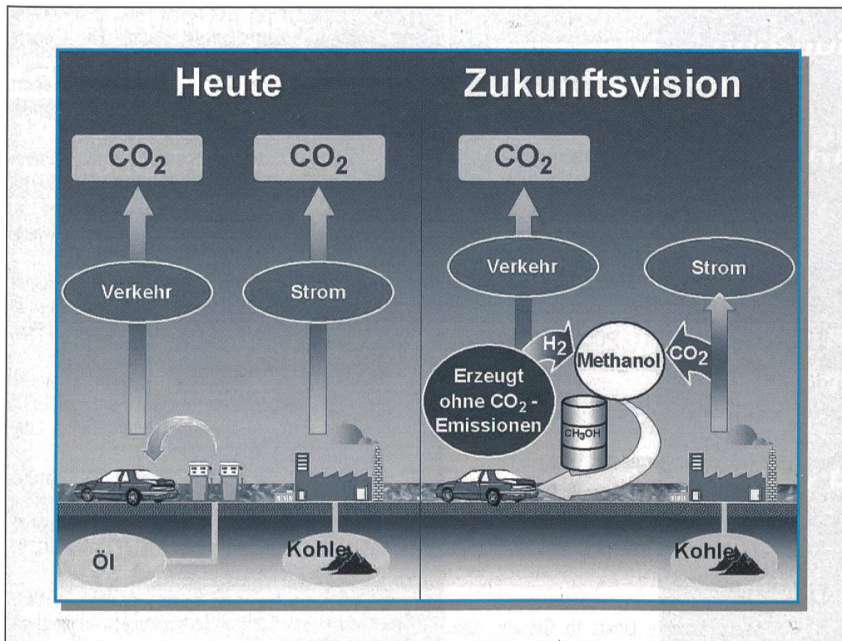 Heute
CO₂
CO₂
Verkehr
Strom
Öl
Kohle
Zukunftsvision
CO₂
Verkehr
Strom
H₂
Methanol
CO₂
Erzeugt
ohne CO₂-
Emissionen
CH₃OH
Kohle